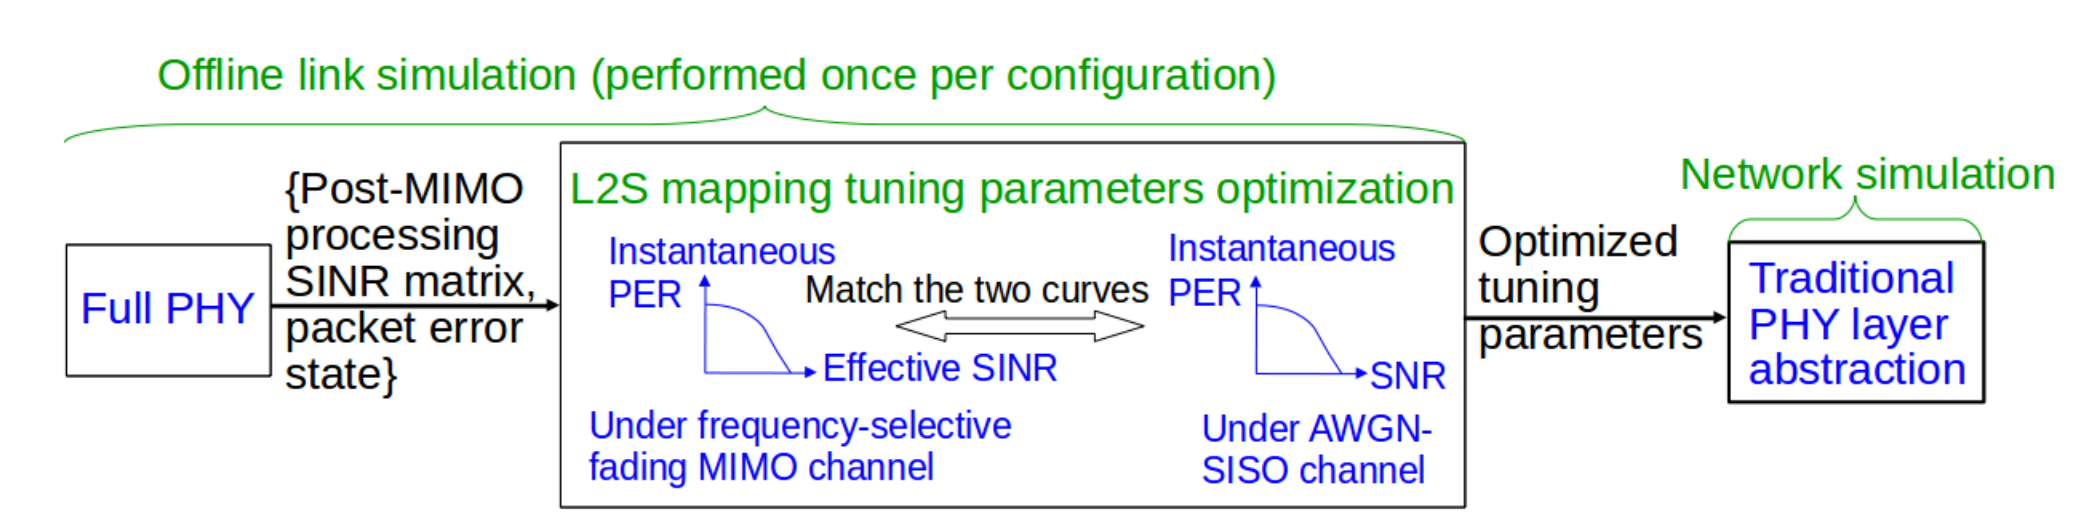 Offline link simulation (performed once per configuration)
Full PHY
{Post-MIMO
processing
SINR matrix,
packet error
state}
L2S mapping tuning parameters optimization
Instantaneous
PER
Effective SINR
Under frequency-selective
fading MIMO channel
Match the two curves
Instantaneous
PER
SNR
Under AWGN-
SISO channel
Optimized
tuning
parameters
Network simulation
Traditional
PHY layer
abstraction